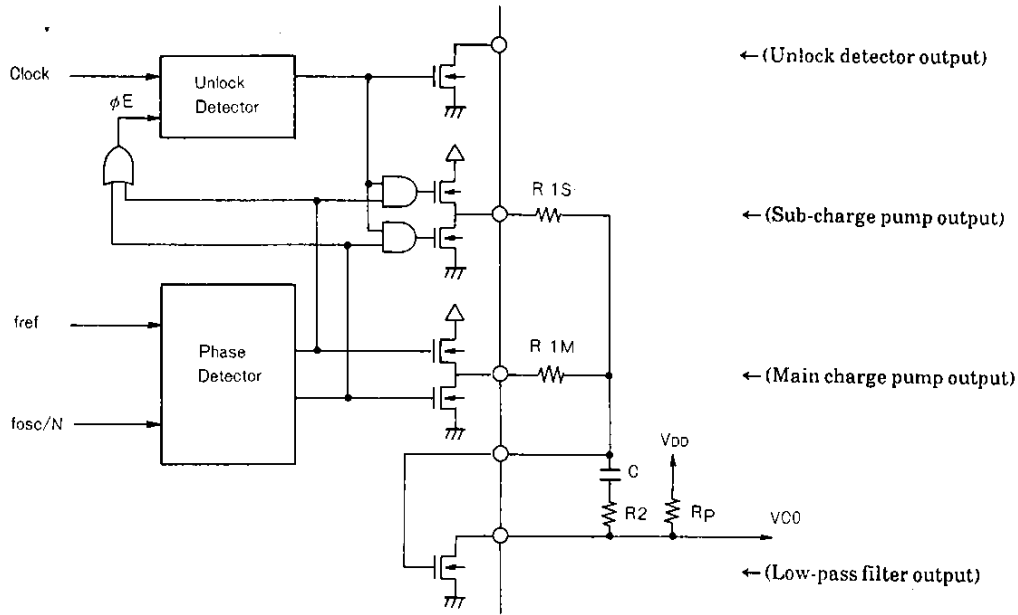 Clock
φE
Unlock
Detector
← (Unlock detector output)
R 1S
← (Sub-charge pump output)
fref
fosc/N
Phase
Detector
R 1M
← (Main charge pump output)
VDD
C
R2
RP
VCO
← (Low-pass filter output)